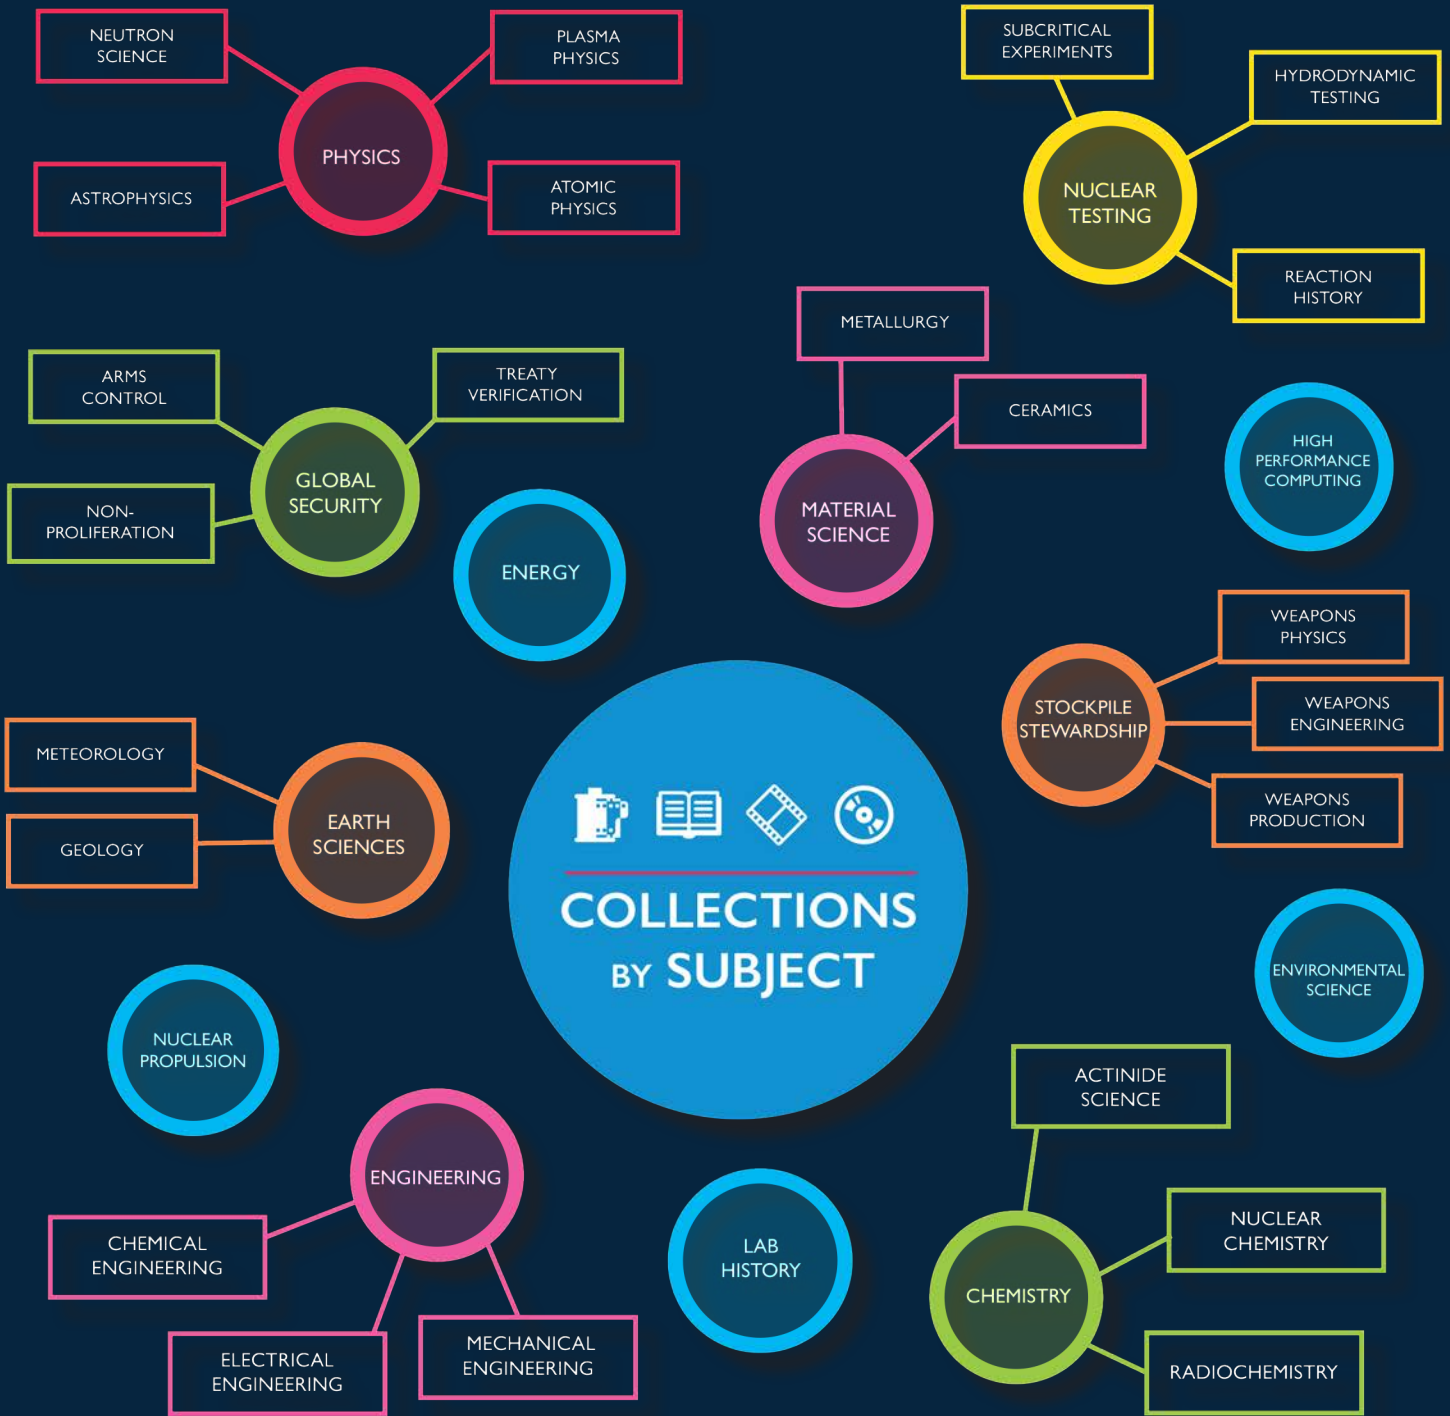 NEUTRON
SCIENCE
PLASMA
PHYSICS
PHYSICS
ASTROPHYSICS
ATOMIC
PHYSICS
SUBCRITICAL
EXPERIMENTS
HYDRODYNAMIC
TESTING
NUCLEAR
TESTING
REACTION
HISTORY
ARMS
CONTROL
TREATY
VERIFICATION
GLOBAL
SECURITY
NON-
PROLIFERATION
ENERGY
METALLURGY
CERAMICS
MATERIAL
SCIENCE
HIGH
PERFORMANCE
COMPUTING
WEAPONS
PHYSICS
STOCKPILE
STEWARDSHIP
WEAPONS
ENGINEERING
WEAPONS
PRODUCTION
METEOROLOGY
EARTH
SCIENCES
GEOLOGY
COLLECTIONS
BY SUBJECT
ENVIRONMENTAL
SCIENCE
NUCLEAR
PROPULSION
ENGINEERING
CHEMICAL
ENGINEERING
ELECTRICAL
ENGINEERING
MECHANICAL
ENGINEERING
LAB
HISTORY
ACTINIDE
SCIENCE
NUCLEAR
CHEMISTRY
CHEMISTRY
RADIOCHEMISTRY